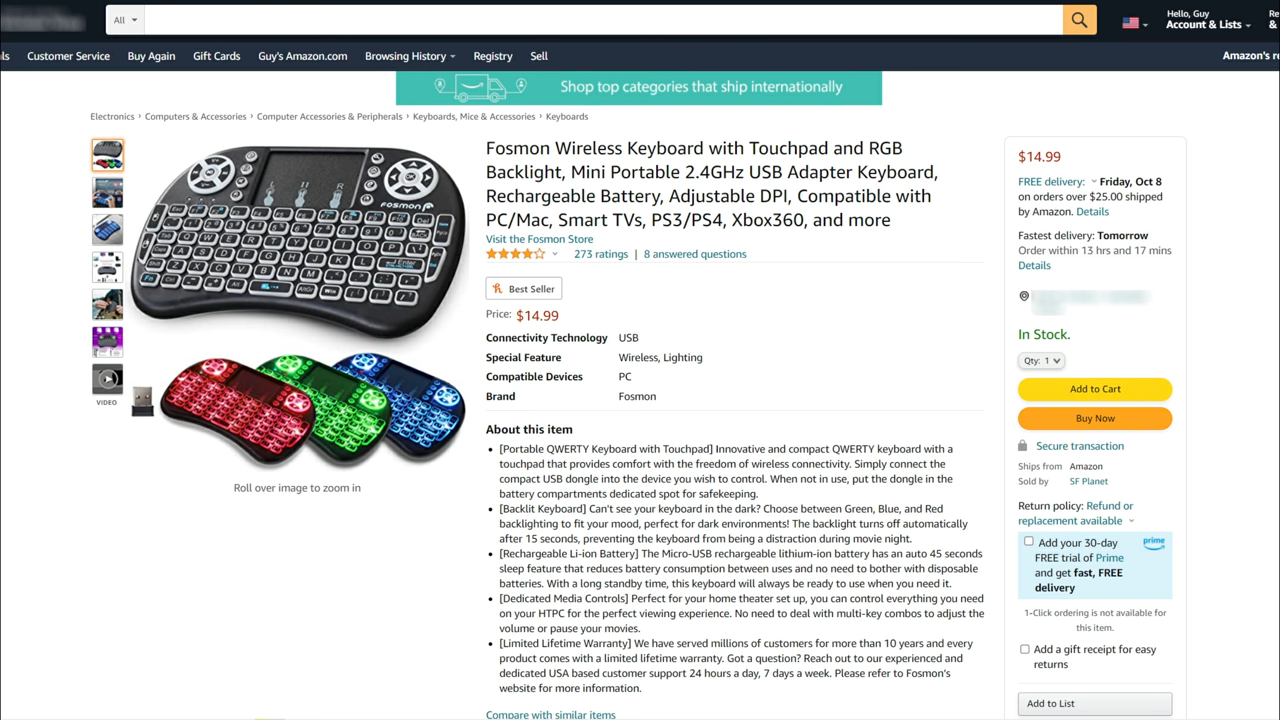 All
Hello, Guy
Account & Lists
Re
&
ls
Customer Service
Buy Again
Gift Cards
Guy's Amazon.com
Browsing History
Registry
Sell
Amazon's re
Shop top categories that ship internationally
Electronics › Computers & Accessories › Computer Accessories & Peripherals › Keyboards, Mice & Accessories › Keyboards
Fosmon Wireless Keyboard with Touchpad and RGB
Backlight, Mini Portable 2.4GHz USB Adapter Keyboard,
Rechargeable Battery, Adjustable DPI, Compatible with
PC/Mac, Smart TVs, PS3/PS4, Xbox360, and more
Visit the Fosmon Store
273 ratings | 8 answered questions
Best Seller
Price: $14.99
Connectivity Technology USB
Special Feature Wireless, Lighting
Compatible Devices PC
Brand Fosmon
About this item
• [Portable QWERTY Keyboard with Touchpad] Innovative and compact QWERTY keyboard with a
touchpad that provides comfort with the freedom of wireless connectivity. Simply connect the
compact USB dongle into the device you wish to control. When not in use, put the dongle in the
battery compartments dedicated spot for safekeeping.
• [Backlit Keyboard] Can't see your keyboard in the dark? Choose between Green, Blue, and Red
backlighting to fit your mood, perfect for dark environments! The backlight turns off automatically
after 15 seconds, preventing the keyboard from being a distraction during movie night.
• [Rechargeable Li-ion Battery] The Micro-USB rechargeable lithium-ion battery has an auto 45 seconds
sleep feature that reduces battery consumption between uses and no need to bother with disposable
batteries. With a long standby time, this keyboard will always be ready to use when you need it.
• [Dedicated Media Controls] Perfect for your home theater set up, you can control everything you need
on your HTPC for the perfect viewing experience. No need to deal with multi-key combos to adjust the
volume or pause your movies.
• [Limited Lifetime Warranty] We have served millions of customers for more than 10 years and every
product comes with a limited lifetime warranty. Got a question? Reach out to our experienced and
dedicated USA based customer support 24 hours a day, 7 days a week. Please refer to Fosmon's
website for more information.
Compare with similar items
FOSMON
VIDEO
Roll over image to zoom in
$14.99
FREE delivery: Friday, Oct 8
on orders over $25.00 shipped
by Amazon. Details
Fastest delivery: Tomorrow
Order within 13 hrs and 17 mins
Details
In Stock.
Qty: 1
Add to Cart
Buy Now
Secure transaction
Ships from Amazon
Sold by SF Planet
Return policy: Refund or
replacement available
Add your 30-day
FREE trial of Prime
and get fast, FREE
delivery
prime
1-Click ordering is not available for
this item.
Add a gift receipt for easy
returns
Add to List